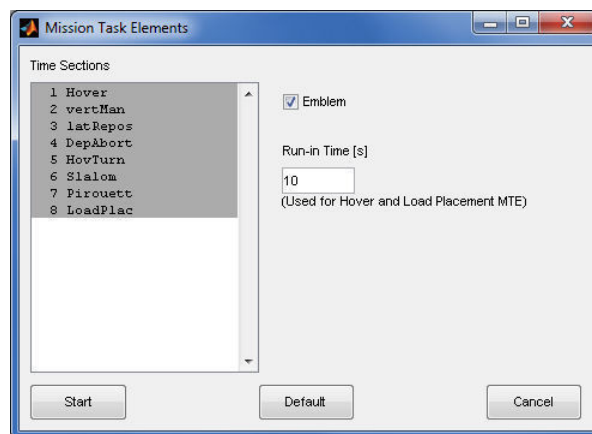 Mission Task Elements
Time Sections
1 Hover
2 vertMan
3 latRepos
4 DepAbort
5 HovTurn
6 Slalom
7 Pirouett
8 LoadPlac
Emblem
Run-in Time [s]
10
(Used for Hover and Load Placement MTE)
Start
Default
Cancel